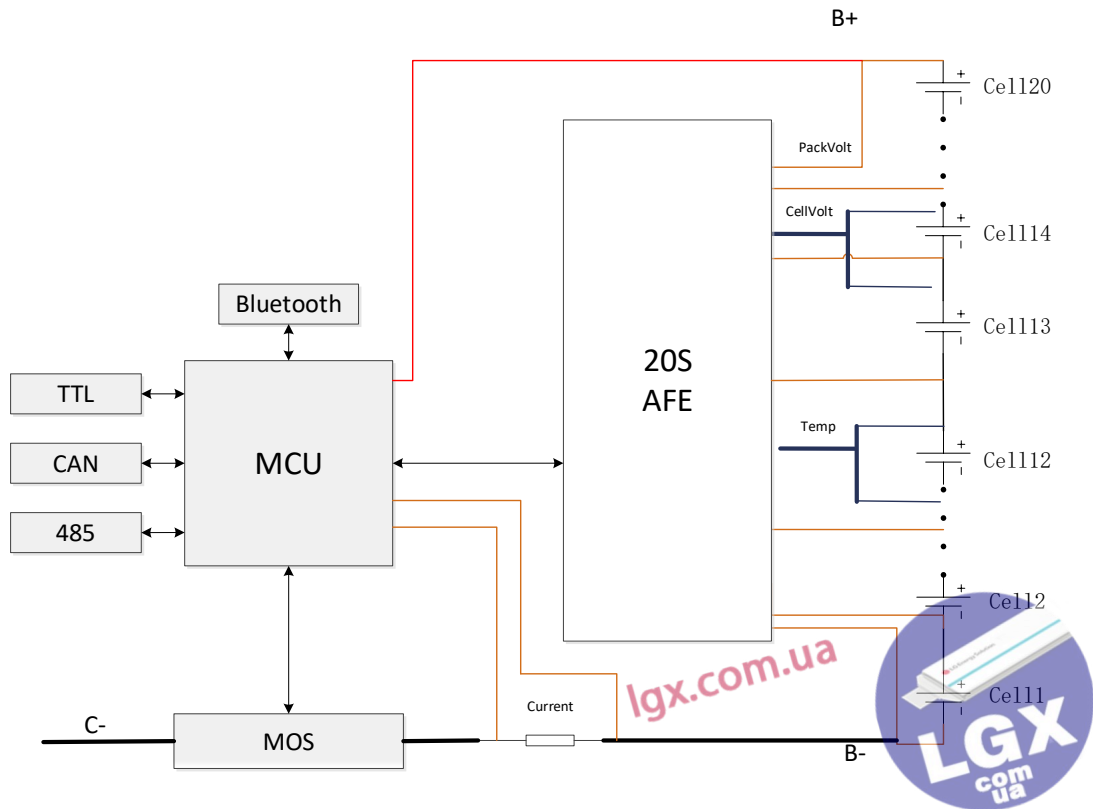 B+
Cell20
PackVolt
CellVolt
Cell14
Bluetooth
Cell13
20S
AFE
TTL
Temp
MCU
CAN
Cell12
485
Cell2
lgx.com.ua
Cell1
Current
C-
MOS
B-
LGX
com
ua